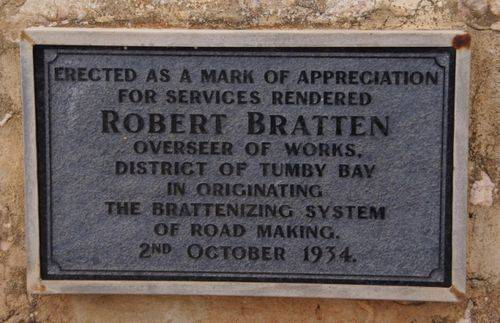 ERECTED AS A MARK OF APPRECIATION
FOR SERVICES RENDERED
ROBERT BRATTEN
OVERSEER OF WORKS,
DISTRICT OF TUMBY BAY
IN ORIGINATING
THE BRATTENIZING SYSTEM
OF ROAD MAKING.
2ND OCTOBER 1934.